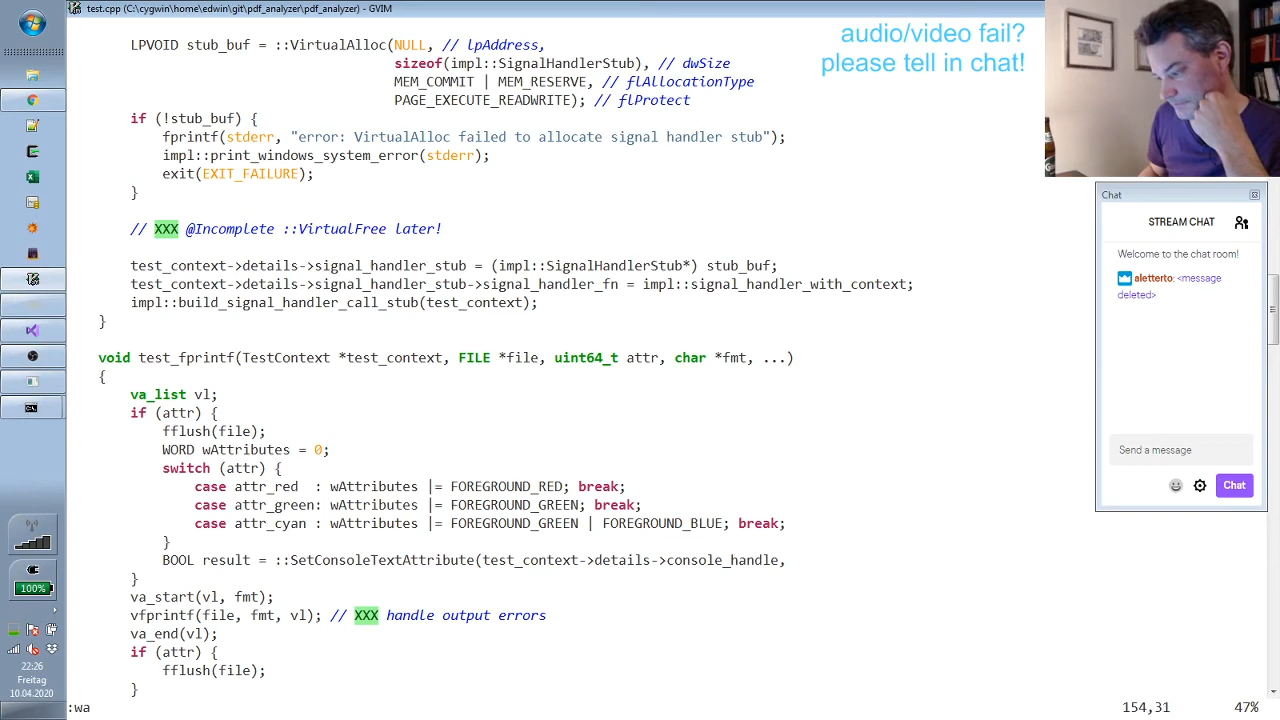 test.cpp (C:\cygwin\home\edwin\git\pdf_analyzer\pdf_analyzer) - GVIM
LPVOID stub_buf = ::VirtualAlloc(NULL, // lpAddress,
sizeof(impl::SignalHandlerStub), // dwSize
MEM_COMMIT | MEM_RESERVE, // flAllocationType
PAGE_EXECUTE_READWRITE); // flProtect
if (!stub_buf) {
fprintf(stderr, "error: VirtualAlloc failed to allocate signal handler stub");
impl::print_windows_system_error(stderr);
exit(EXIT_FAILURE);
}
// XXX @Incomplete ::VirtualFree later!
test_context->details->signal_handler_stub = (impl::SignalHandlerStub*) stub_buf;
test_context->details->signal_handler_stub->signal_handler_fn = impl::signal_handler_with_context;
impl::build_signal_handler_call_stub(test_context);
}
void test_fprintf(TestContext *test_context, FILE *file, uint64_t attr, char *fmt, ...)
{
va_list vl;
if (attr) {
fflush(file);
WORD wAttributes = 0;
switch (attr) {
case attr_red  : wAttributes |= FOREGROUND_RED; break;
case attr_green: wAttributes |= FOREGROUND_GREEN; break;
case attr_cyan : wAttributes |= FOREGROUND_GREEN | FOREGROUND_BLUE; break;
}
BOOL result = ::SetConsoleTextAttribute(test_context->details->console_handle,
}
va_start(vl, fmt);
vfprintf(file, fmt, vl); // XXX handle output errors
va_end(vl);
if (attr) {
fflush(file);
}
:wa
154,31
47%
audio/video fail?
please tell in chat!
Chat
STREAM CHAT
Welcome to the chat room!
aletterto: <message
deleted>
Send a message
Chat
100%
22:26
Freitag
10.04.2020